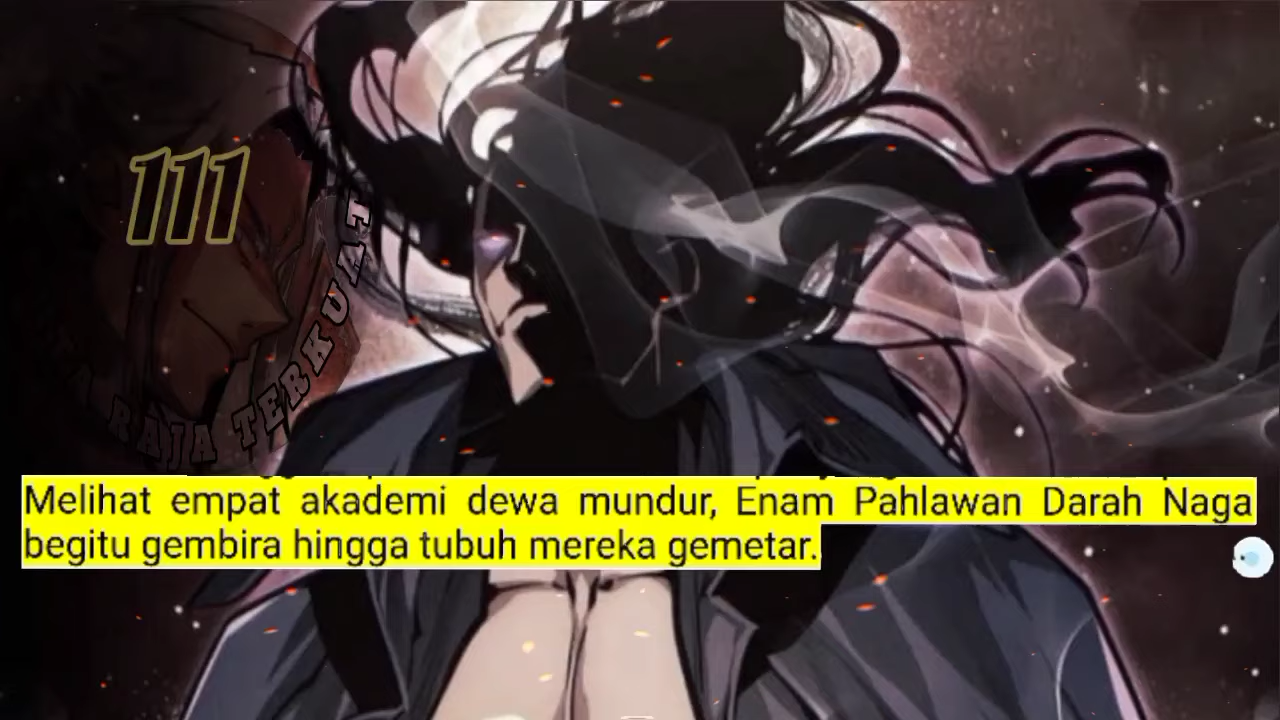 111
RAJA TERKUAT
Melihat empat akademi dewa mundur, Enam Pahlawan Darah Naga
begitu gembira hingga tubuh mereka gemetar.